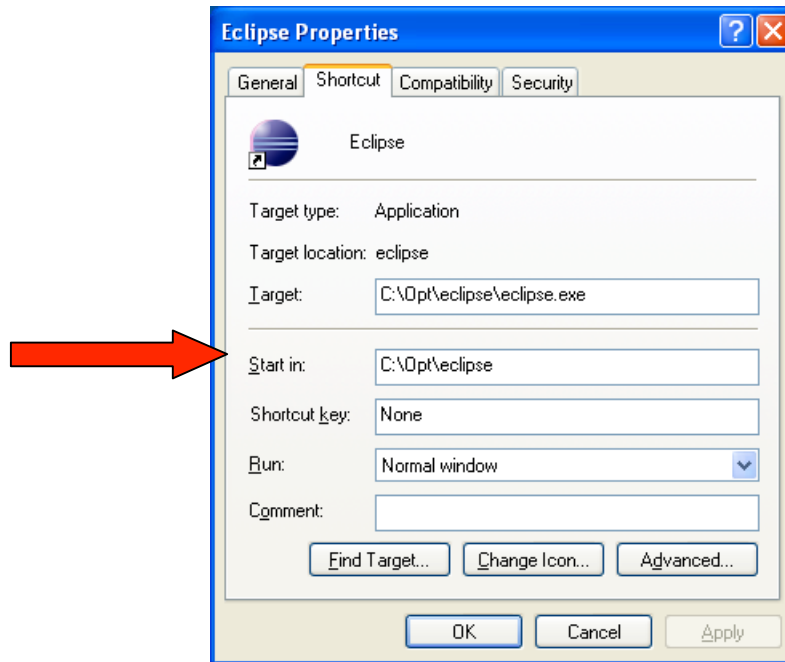 Eclipse Properties
General Shortcut Compatibility Security
Eclipse
Target type: Application
Target location: eclipse
Target: C:\Opt\eclipse\eclipse.exe
Start in: C:\Opt\eclipse
Shortcut key: None
Run: Normal window
Comment:
Find Target... Change Icon... Advanced...
OK Cancel Apply